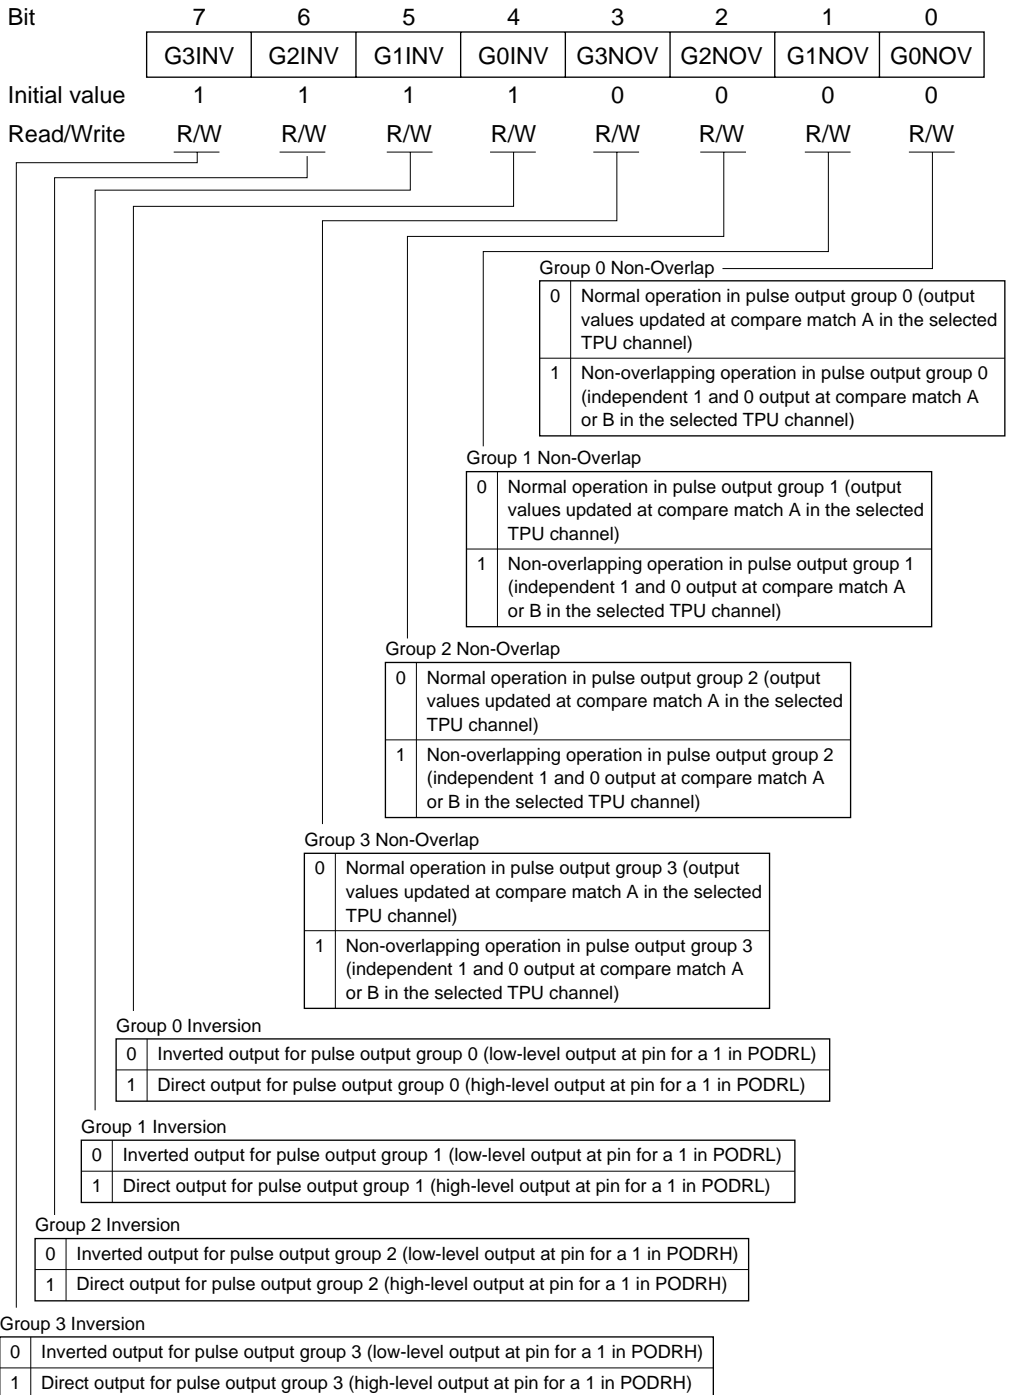 Bit 7 6 5 4 3 2 1 0
G3INV G2INV G1INV G0INV G3NOV G2NOV G1NOV G0NOV
Initial value 1 1 1 1 0 0 0 0
Read/Write R/W R/W R/W R/W R/W R/W R/W R/W
Group 0 Non-Overlap
0 Normal operation in pulse output group 0 (output
values updated at compare match A in the selected
TPU channel)
1 Non-overlapping operation in pulse output group 0
(independent 1 and 0 output at compare match A
or B in the selected TPU channel)
Group 1 Non-Overlap
0 Normal operation in pulse output group 1 (output
values updated at compare match A in the selected
TPU channel)
1 Non-overlapping operation in pulse output group 1
(independent 1 and 0 output at compare match A
or B in the selected TPU channel)
Group 2 Non-Overlap
0 Normal operation in pulse output group 2 (output
values updated at compare match A in the selected
TPU channel)
1 Non-overlapping operation in pulse output group 2
(independent 1 and 0 output at compare match A
or B in the selected TPU channel)
Group 3 Non-Overlap
0 Normal operation in pulse output group 3 (output
values updated at compare match A in the selected
TPU channel)
1 Non-overlapping operation in pulse output group 3
(independent 1 and 0 output at compare match A
or B in the selected TPU channel)
Group 0 Inversion
0 Inverted output for pulse output group 0 (low-level output at pin for a 1 in PODRL)
1 Direct output for pulse output group 0 (high-level output at pin for a 1 in PODRL)
Group 1 Inversion
0 Inverted output for pulse output group 1 (low-level output at pin for a 1 in PODRL)
1 Direct output for pulse output group 1 (high-level output at pin for a 1 in PODRL)
Group 2 Inversion
0 Inverted output for pulse output group 2 (low-level output at pin for a 1 in PODRH)
1 Direct output for pulse output group 2 (high-level output at pin for a 1 in PODRH)
Group 3 Inversion
0 Inverted output for pulse output group 3 (low-level output at pin for a 1 in PODRH)
1 Direct output for pulse output group 3 (high-level output at pin for a 1 in PODRH)